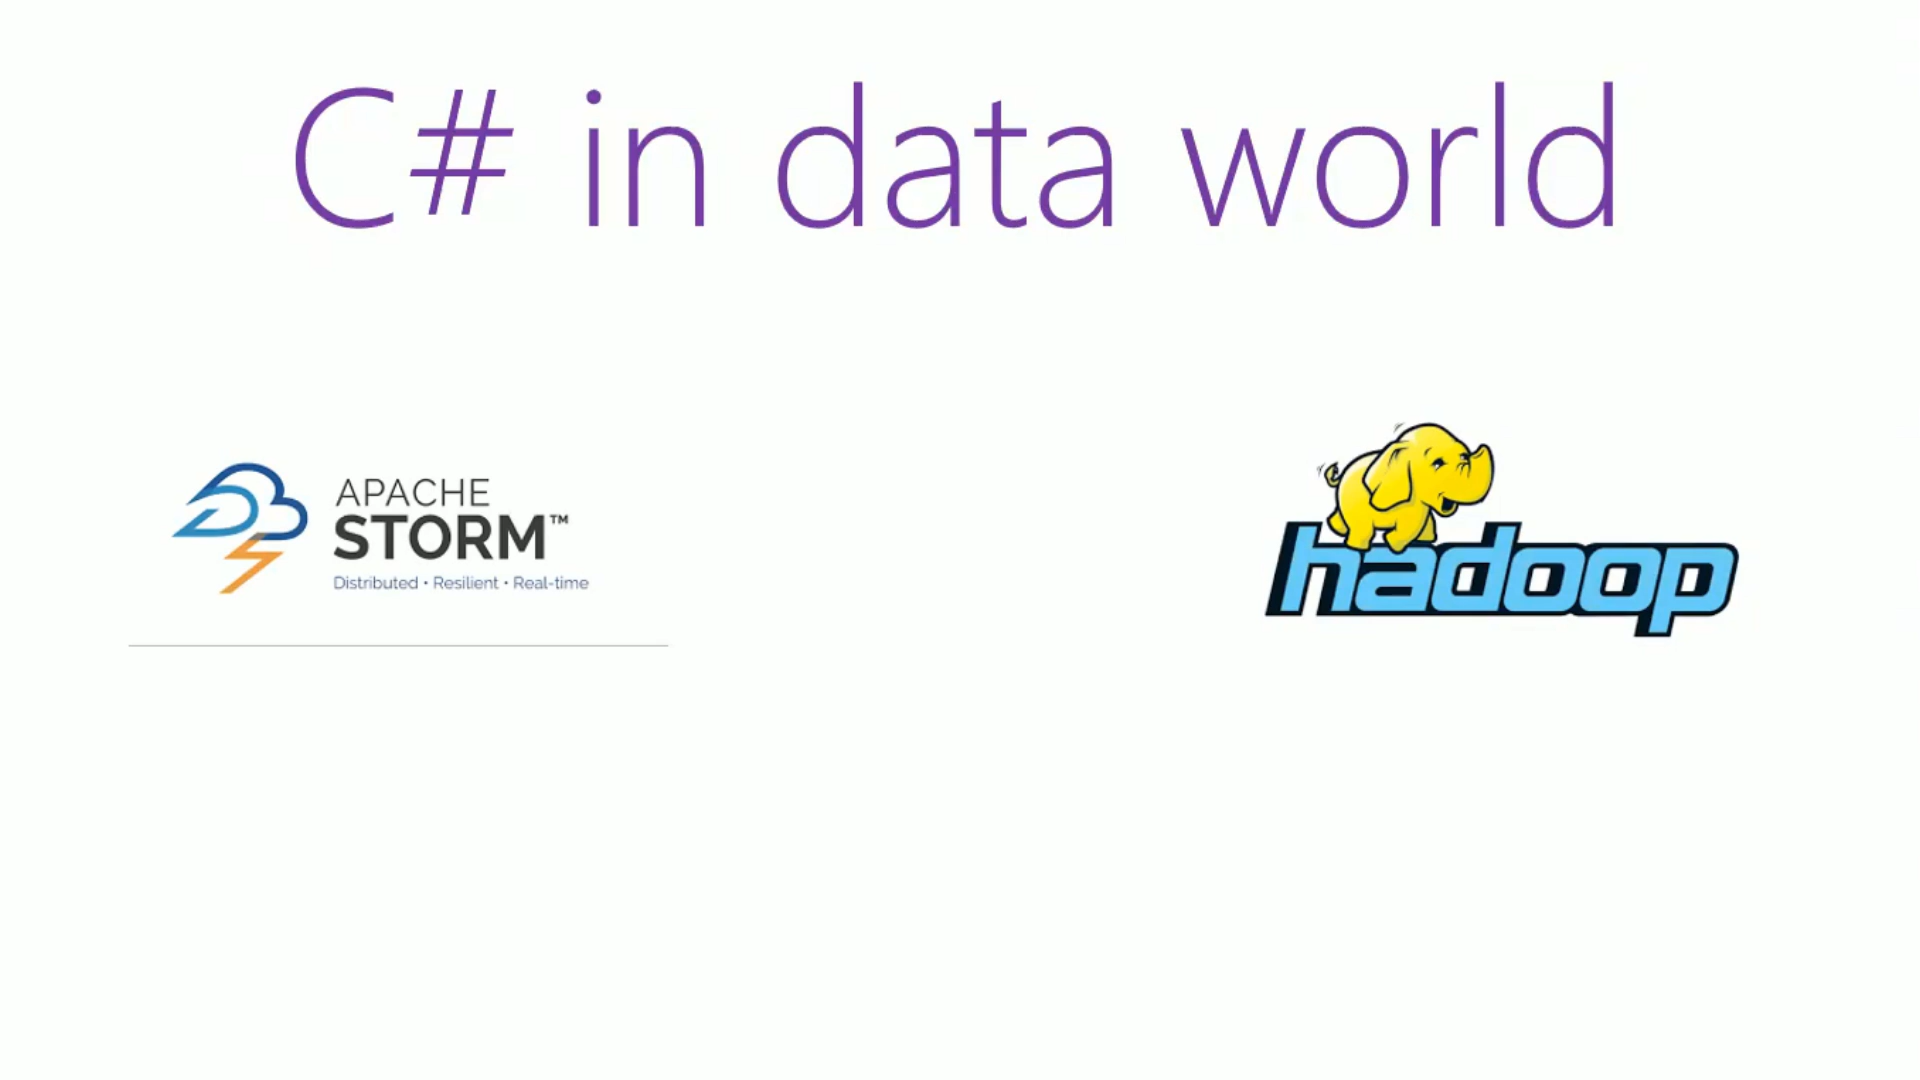 C# in data world
APACHE
STORM™
Distributed • Resilient • Real-time
hadoop